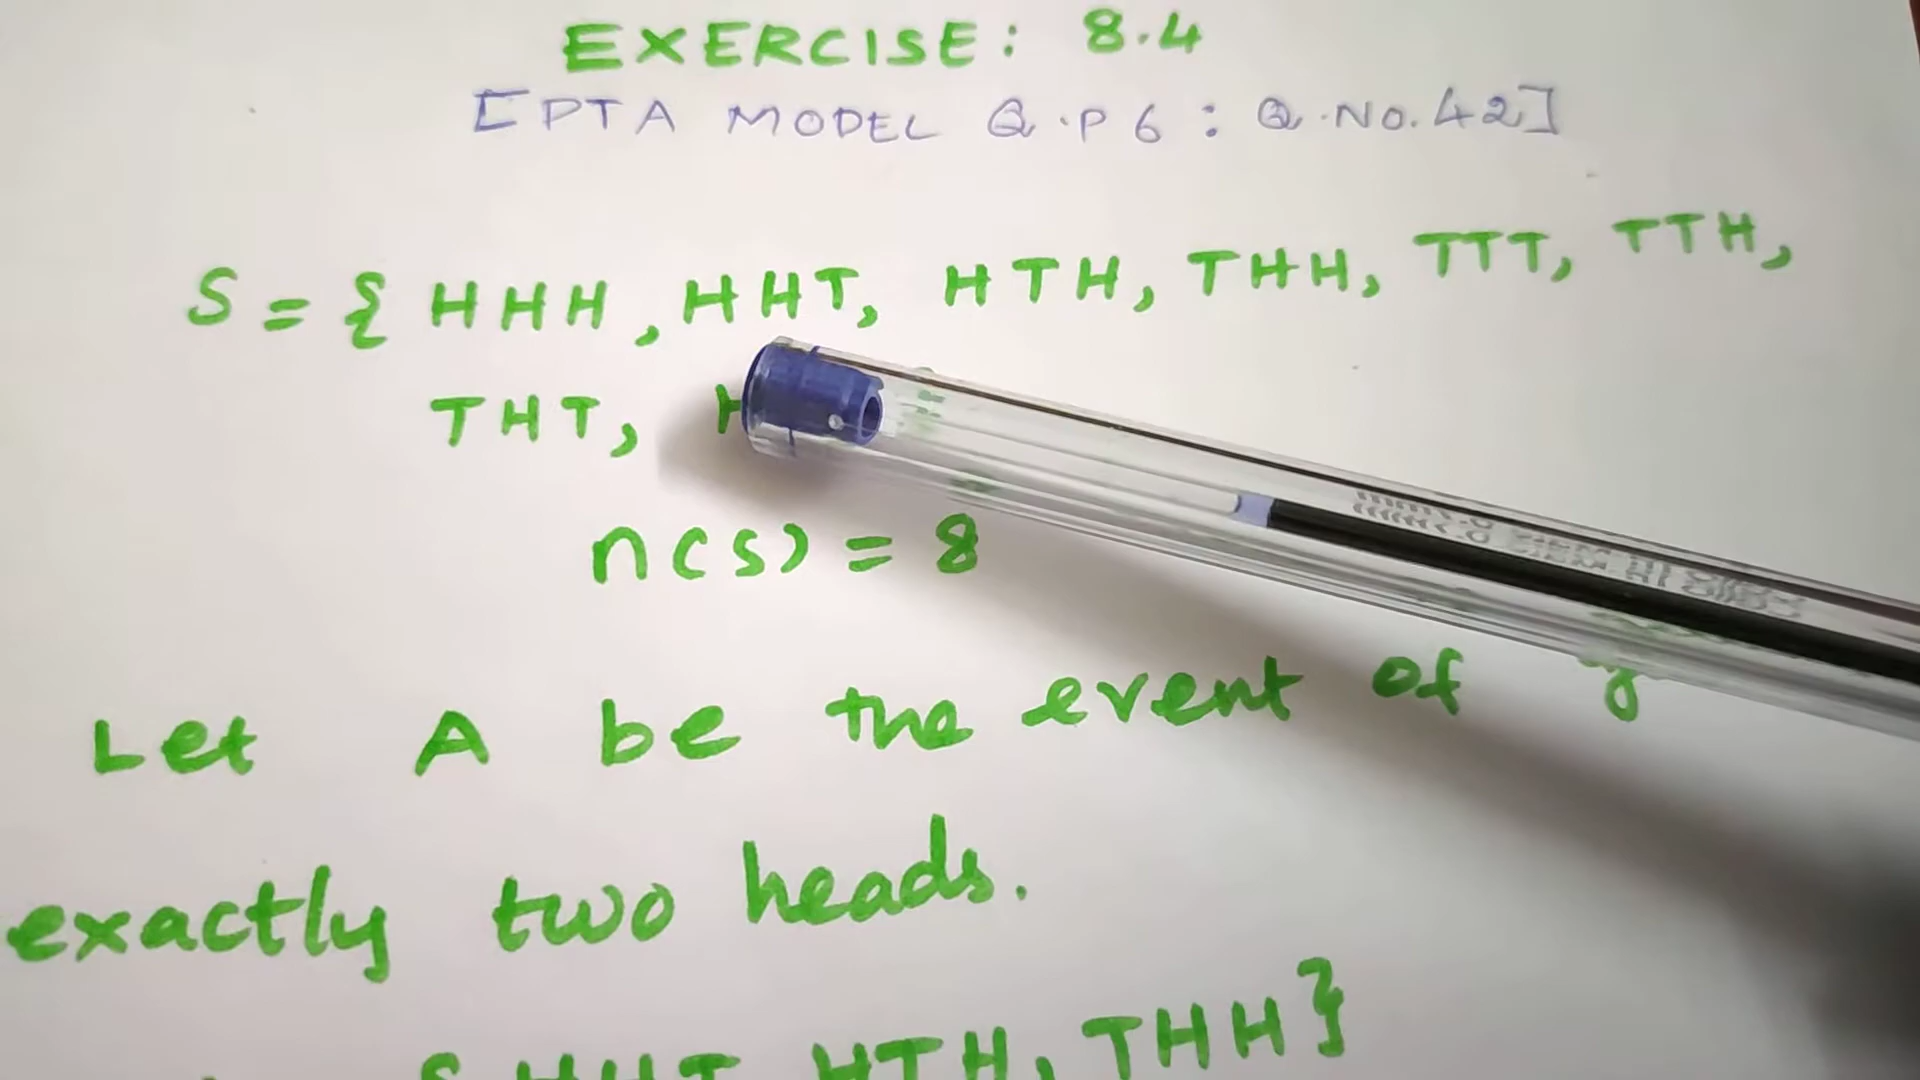 EXERCISE: 8.4
[PTA MODEL Q.P 6 : Q.No.42]
S = { HHH, HHT, HTH, THH, TTT, TTH,
THT,
n(S) = 8
Let A be the event of
exactly two heads.
{ HHT, HTH, THH}